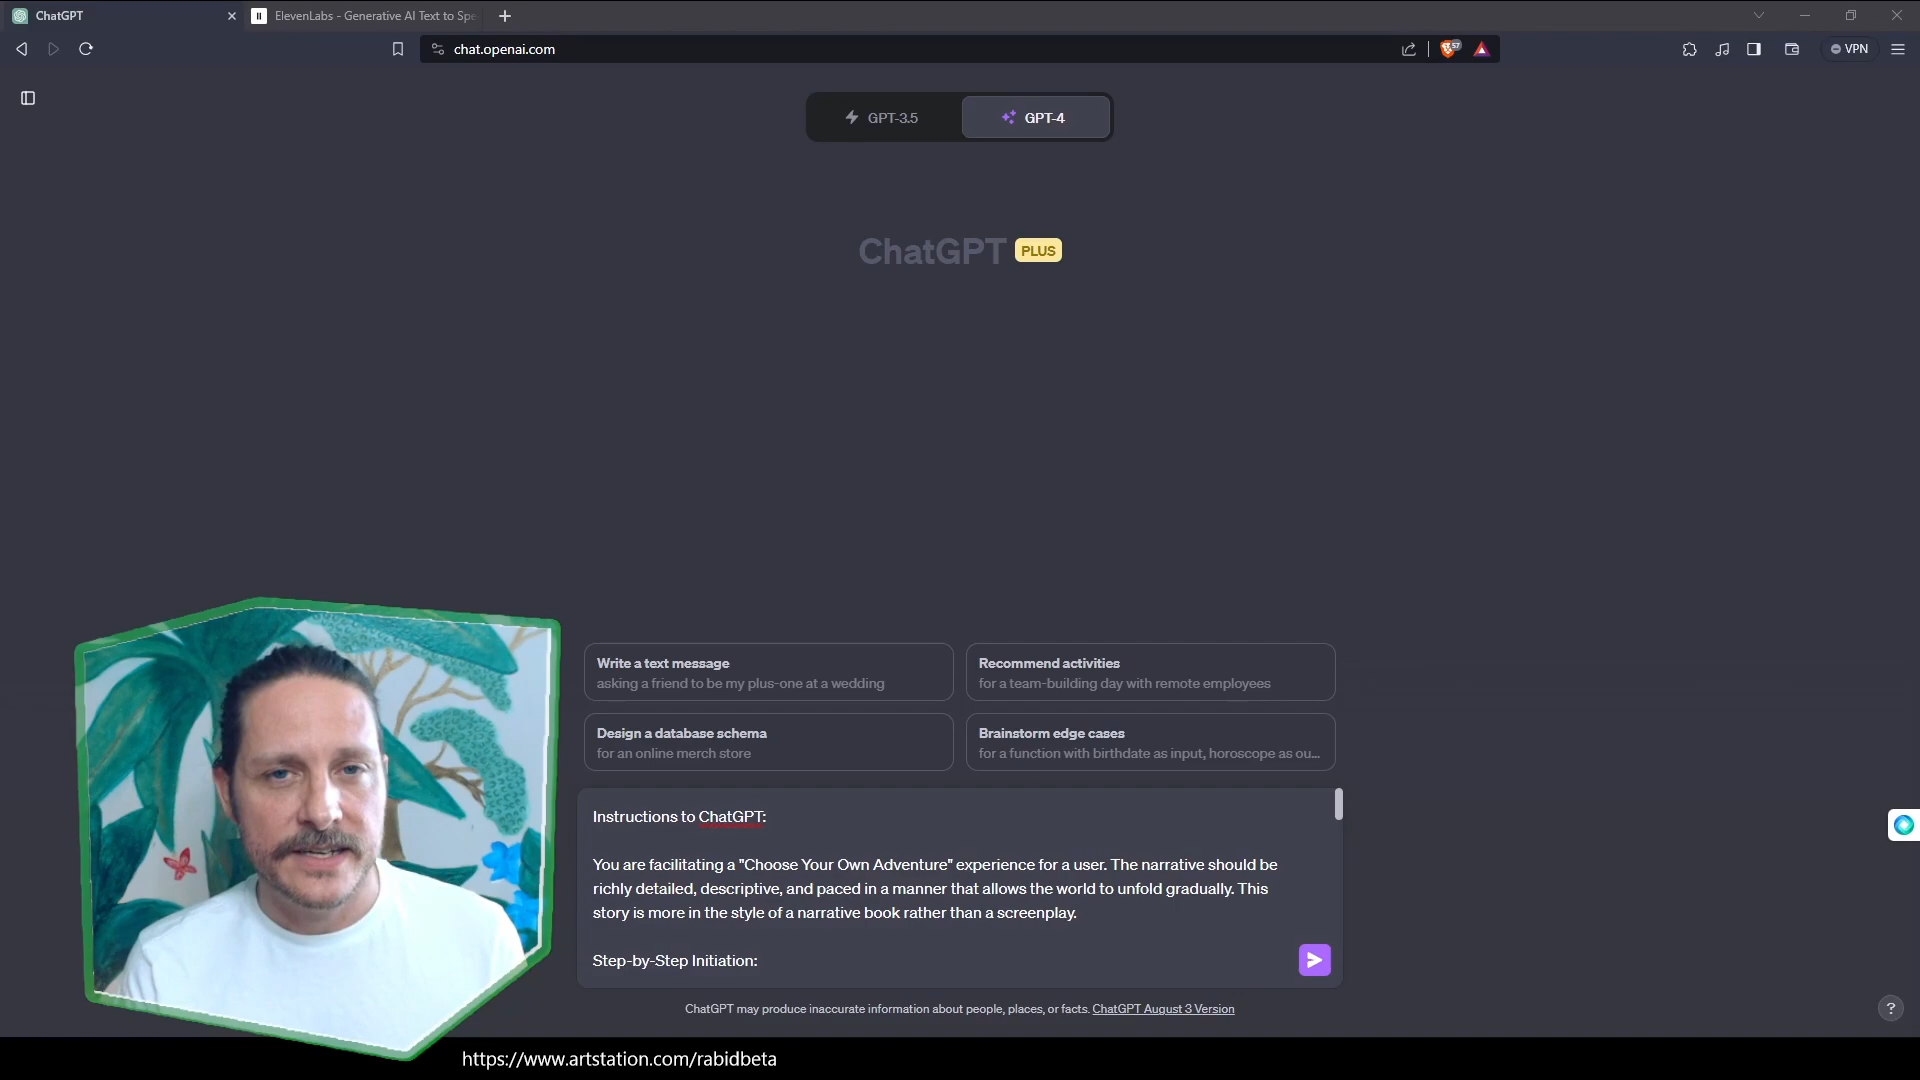 ChatGPT
ElevenLabs - Generative AI Text to Spe
chat.openai.com
57
VPN
GPT-3.5
GPT-4
ChatGPT PLUS
Write a text message
asking a friend to be my plus-one at a wedding
Recommend activities
for a team-building day with remote employees
Design a database schema
for an online merch store
Brainstorm edge cases
for a function with birthdate as input, horoscope as ou...
Instructions to ChatGPT:
You are facilitating a "Choose Your Own Adventure" experience for a user. The narrative should be
richly detailed, descriptive, and paced in a manner that allows the world to unfold gradually. This
story is more in the style of a narrative book rather than a screenplay.
Step-by-Step Initiation:
ChatGPT may produce inaccurate information about people, places, or facts. ChatGPT August 3 Version
?
https://www.artstation.com/rabidbeta